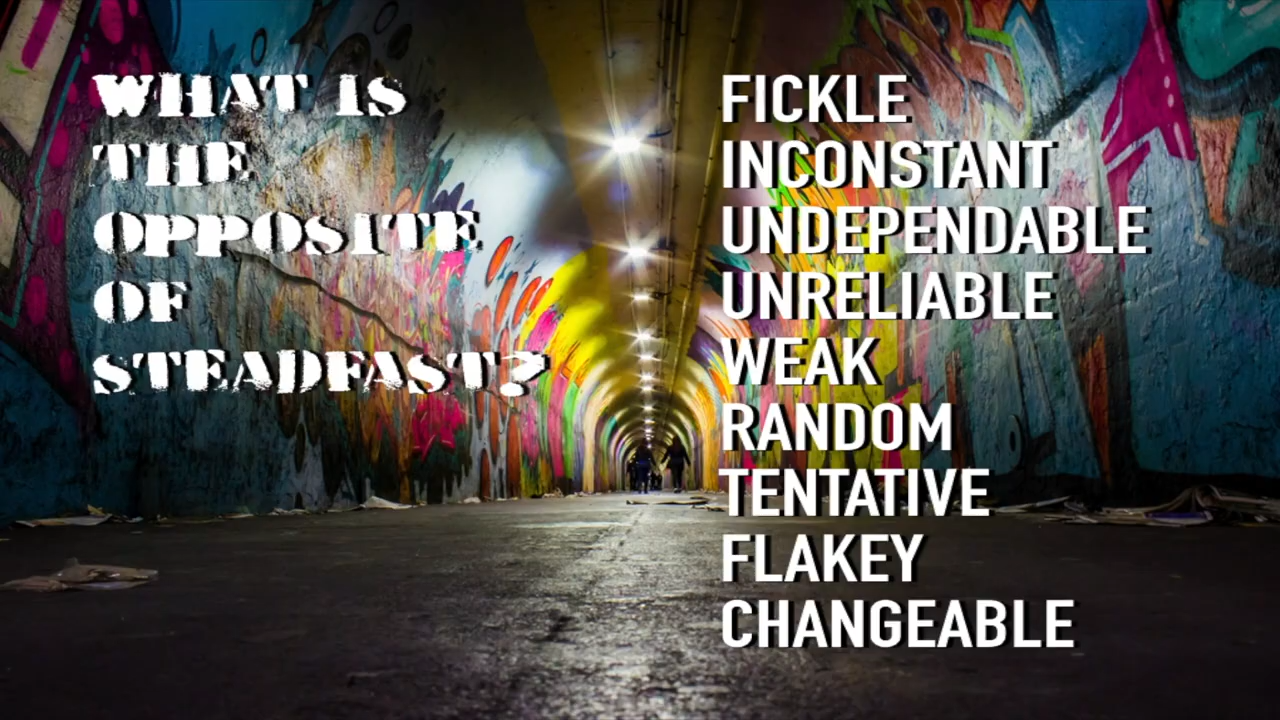 WHAT IS
THE
OPPOSITE
OF
STEADFAST?
FICKLE
INCONSTANT
UNDEPENDABLE
UNRELIABLE
WEAK
RANDOM
TENTATIVE
FLAKEY
CHANGEABLE